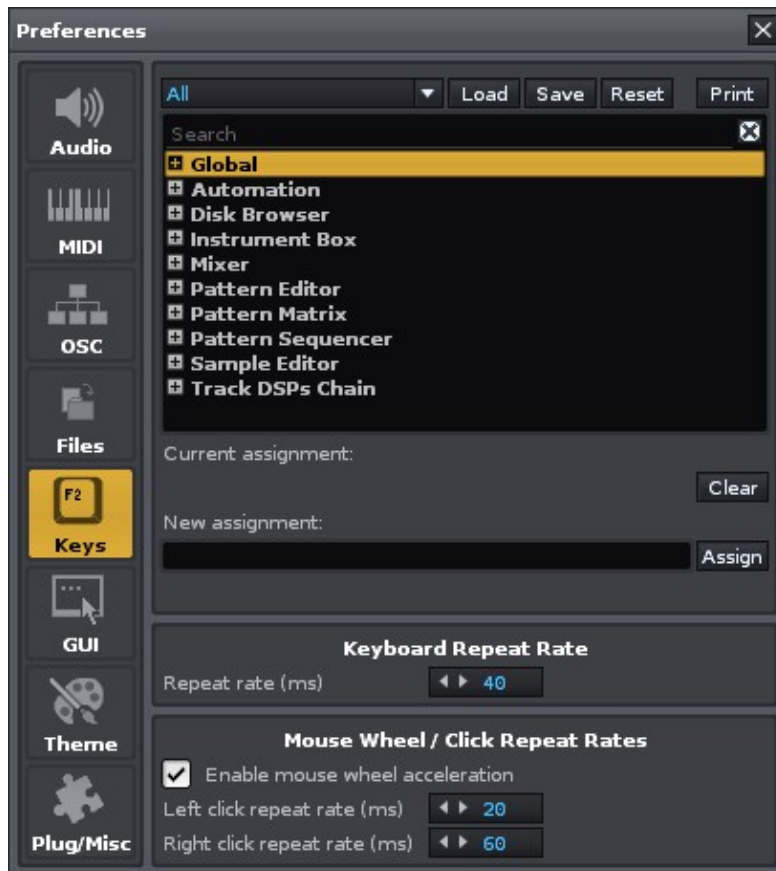 Preferences
Audio
MIDI
OSC
Files
F2
Keys
GUI
Theme
Plug/Misc
All Load Save Reset Print
Search
Global
Automation
Disk Browser
Instrument Box
Mixer
Pattern Editor
Pattern Matrix
Pattern Sequencer
Sample Editor
Track DSPs Chain
Current assignment:
Clear
New assignment:
Assign
Keyboard Repeat Rate
Repeat rate (ms) 40
Mouse Wheel / Click Repeat Rates
Enable mouse wheel acceleration
Left click repeat rate (ms) 20
Right click repeat rate (ms) 60